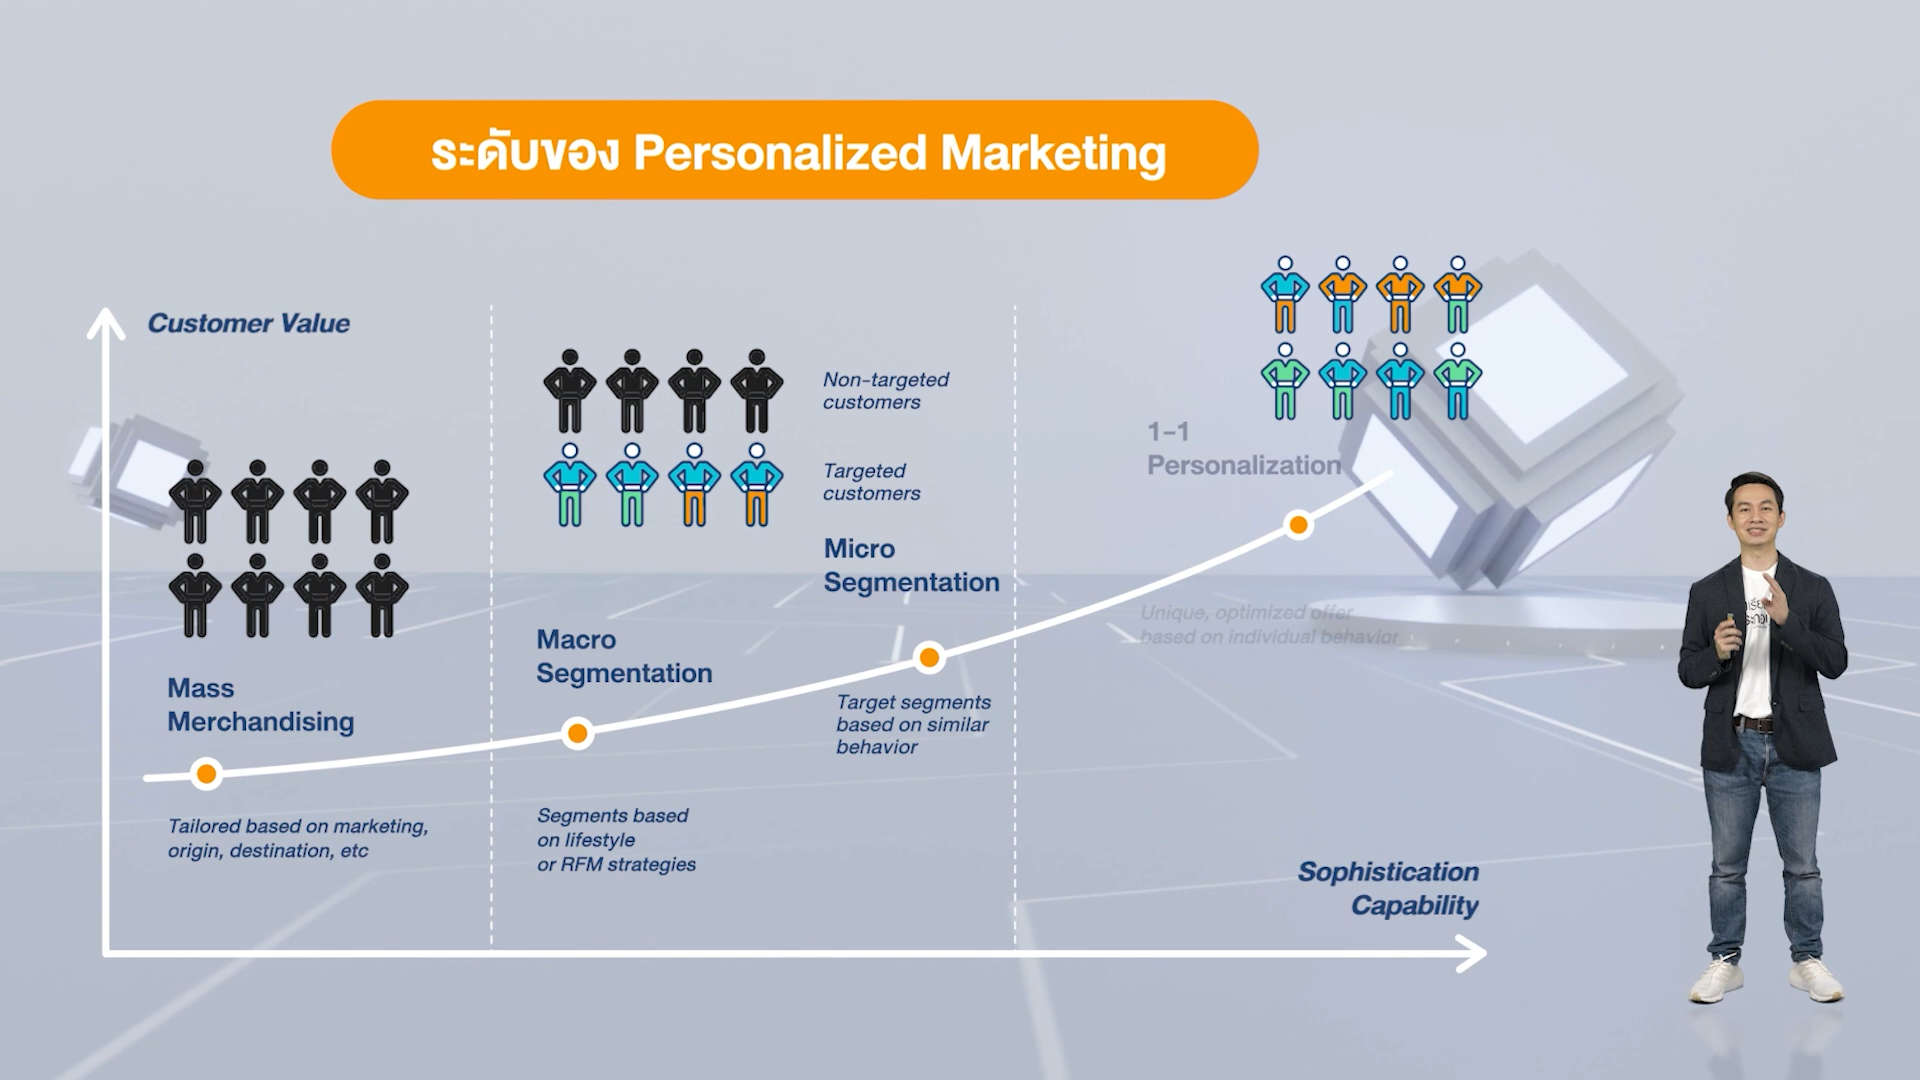 ระดับของ Personalized Marketing
Customer Value
Mass
Merchandising
Tailored based on marketing,
origin, destination, etc
Non-targeted
customers
Targeted
customers
Macro
Segmentation
Segments based
on lifestyle
or RFM strategies
Micro
Segmentation
Target segments
based on similar
behavior
1-1
Personalization
Unique, optimized offer
based on individual behavior
Sophistication
Capability